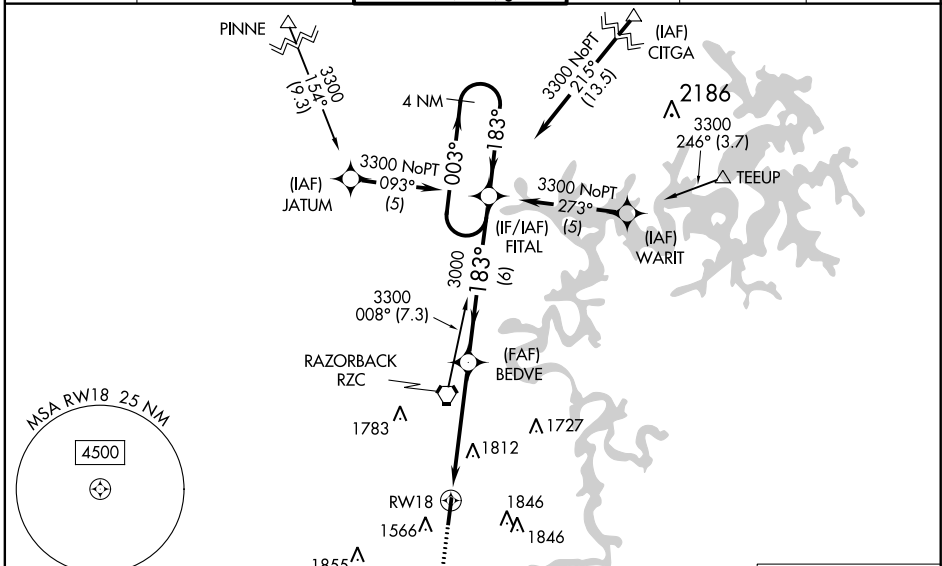 PINNE
3300
154°
(9.3)
(IAF)
CITGA
3300 NoPT
215°
(13.5)
4 NM
003°
183°
2186
3300
246° (3.7)
TEEUP
3300 NoPT
093°
(5)
(IAF)
JATUM
3300 NoPT
273°
(5)
(IF/IAF)
FITAL
(IAF)
WARIT
3000
183°
(6)
3300
008° (7.3)
RAZORBACK
RZC
(FAF)
BEDVE
MSA RW18 25 NM
4500
1783
1727
1812
RW18
1566
1846
1846
1855